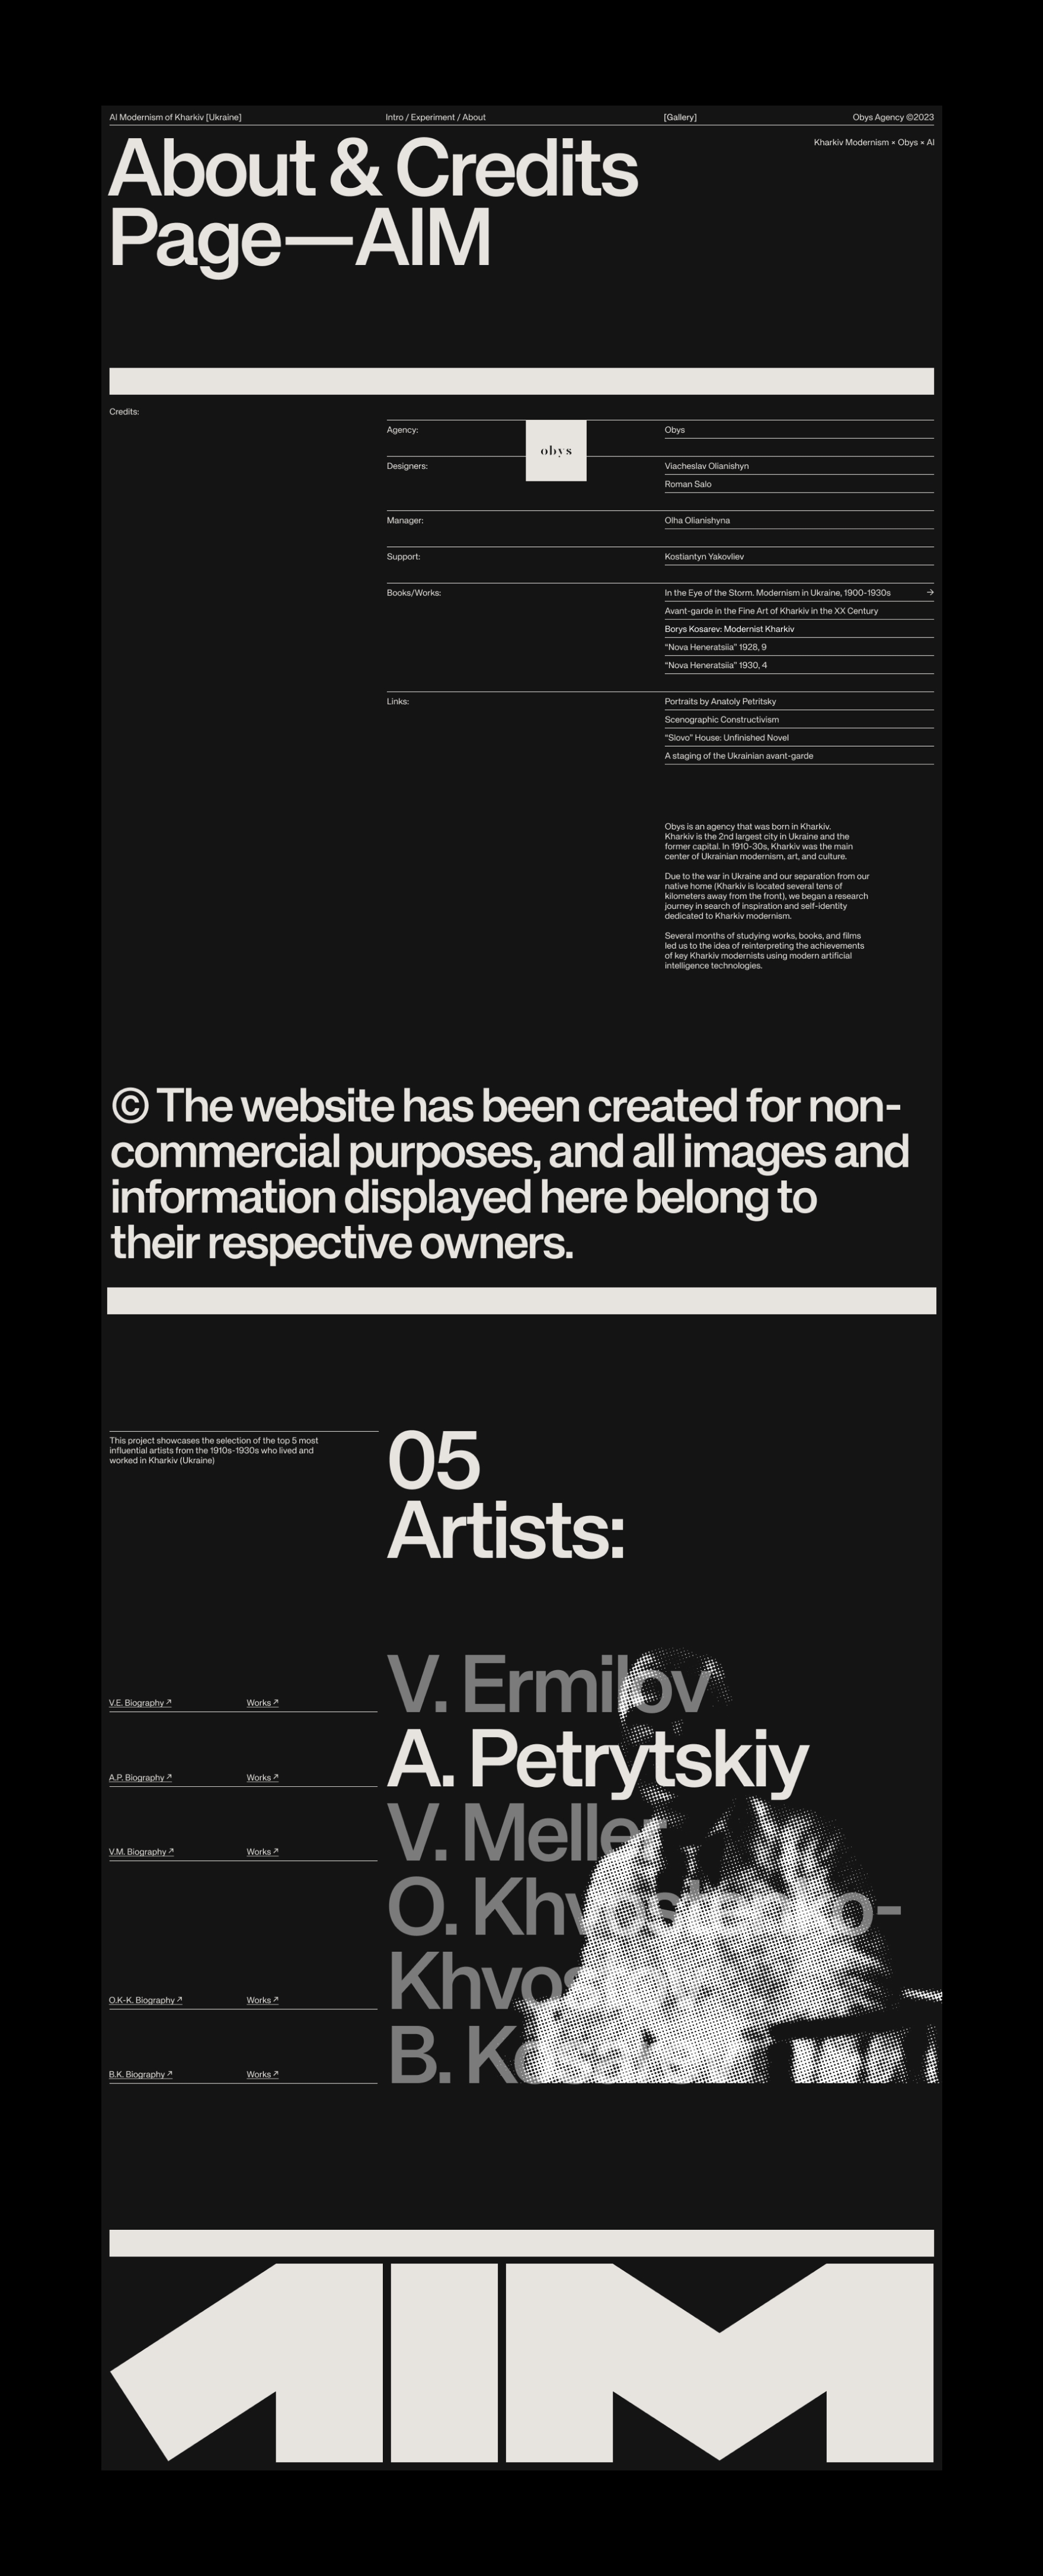 AI Modernism of Kharkiv [Ukraine]
Intro / Experiment / About
[Gallery]
Obys Agency ©2023
Kharkiv Modernism × Obys × AI
About & Credits
Page—AIM
Credits:
Agency:
obys
Obys
Designers:
Viacheslav Olianishyn
Roman Salo
Manager:
Olha Olianishyna
Support:
Kostiantyn Yakovliev
Books/Works:
In the Eye of the Storm. Modernism in Ukraine, 1900-1930s →
Avant-garde in the Fine Art of Kharkiv in the XX Century
Borys Kosarev: Modernist Kharkiv
“Nova Heneratsiia” 1928, 9
“Nova Heneratsiia” 1930, 4
Links:
Portraits by Anatoly Petritsky
Scenographic Constructivism
“Slovo” House: Unfinished Novel
A staging of the Ukrainian avant-garde
Obys is an agency that was born in Kharkiv.
Kharkiv is the 2nd largest city in Ukraine and the
former capital. In 1910-30s, Kharkiv was the main
center of Ukrainian modernism, art, and culture.
Due to the war in Ukraine and our separation from our
native home (Kharkiv is located several tens of
kilometers away from the front), we began a research
journey in search of inspiration and self-identity
dedicated to Kharkiv modernism.
Several months of studying works, books, and films
led us to the idea of reinterpreting the achievements
of key Kharkiv modernists using modern artificial
intelligence technologies.
© The website has been created for non-
commercial purposes, and all images and
information displayed here belong to
their respective owners.
This project showcases the selection of the top 5 most
influential artists from the 1910s-1930s who lived and
worked in Kharkiv (Ukraine)
05
Artists:
V. Ermilov
V.E. Biography ↗
Works ↗
A. Petrytskiy
A.P. Biography ↗
Works ↗
V. Meller
V.M. Biography ↗
Works ↗
O. Khvostenko-
O.K-K. Biography ↗
Works ↗
B.K. Biography ↗
Works ↗
B.
AIM